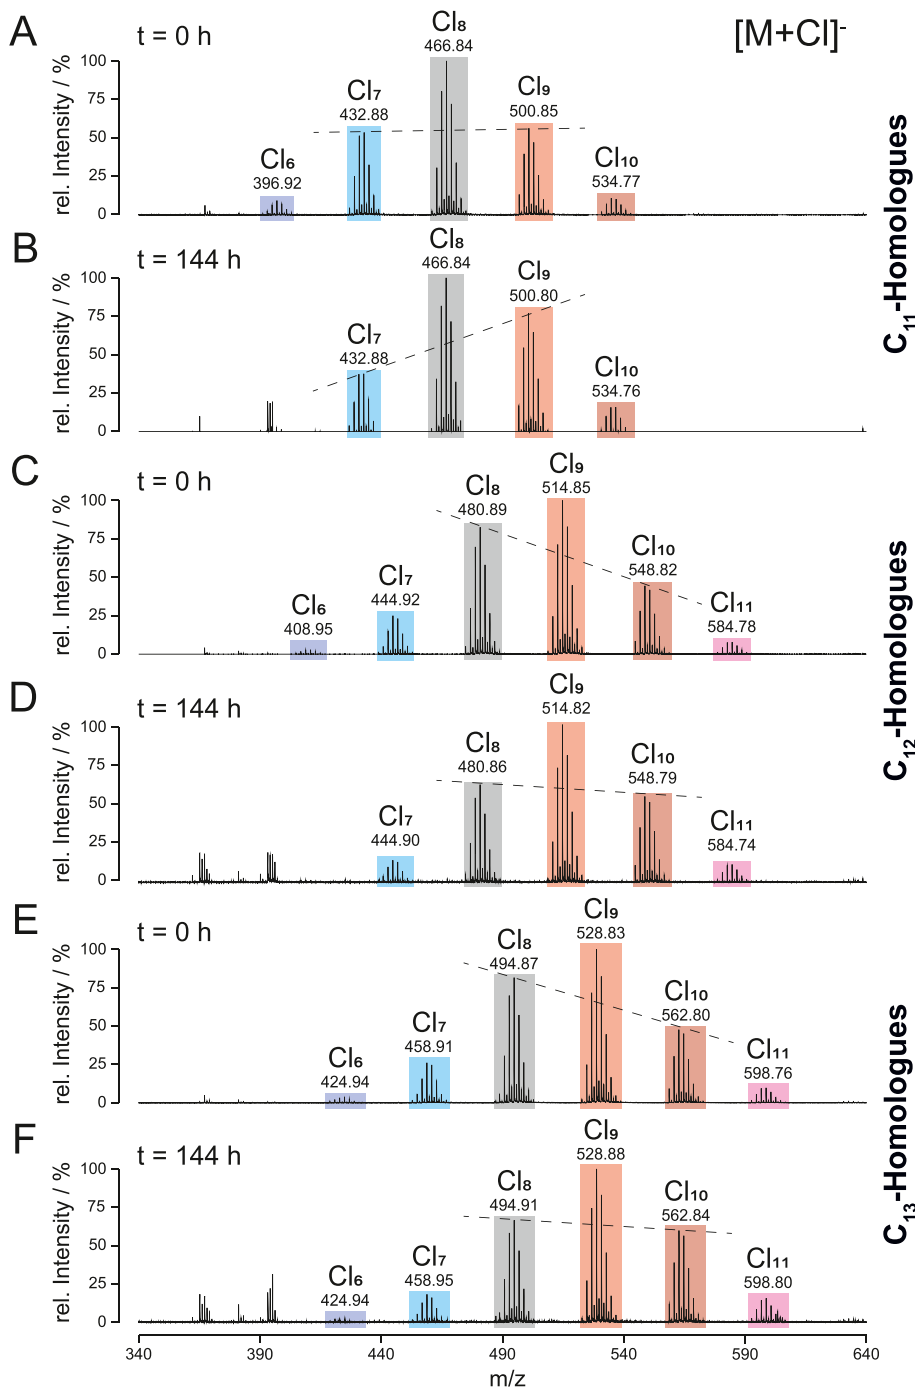 A
t = 0 h
[M+Cl]⁻
Cl₈
466.84
Cl₇
432.88
Cl₉
500.85
Cl₆
396.92
Cl₁₀
534.77
100
75
50
25
0
rel. Intensity / %
B
t = 144 h
Cl₈
466.84
Cl₉
500.80
Cl₇
432.88
Cl₁₀
534.76
100
75
50
25
0
rel. Intensity / %
C₁₁-Homologues
C
t = 0 h
Cl₉
514.85
Cl₈
480.89
Cl₁₀
548.82
Cl₇
444.92
Cl₆
408.95
Cl₁₁
584.78
100
75
50
25
0
rel. Intensity / %
D
t = 144 h
Cl₉
514.82
Cl₈
480.86
Cl₁₀
548.79
Cl₇
444.90
Cl₁₁
584.74
100
75
50
25
0
rel. Intensity / %
C₁₂-Homologues
E
t = 0 h
Cl₉
528.83
Cl₈
494.87
Cl₁₀
562.80
Cl₇
458.91
Cl₆
424.94
Cl₁₁
598.76
100
75
50
25
0
rel. Intensity / %
F
t = 144 h
Cl₉
528.88
Cl₈
494.91
Cl₁₀
562.84
Cl₇
458.95
Cl₆
424.94
Cl₁₁
598.80
100
75
50
25
0
rel. Intensity / %
C₁₃-Homologues
340 390 440 490 540 590 640
m/z